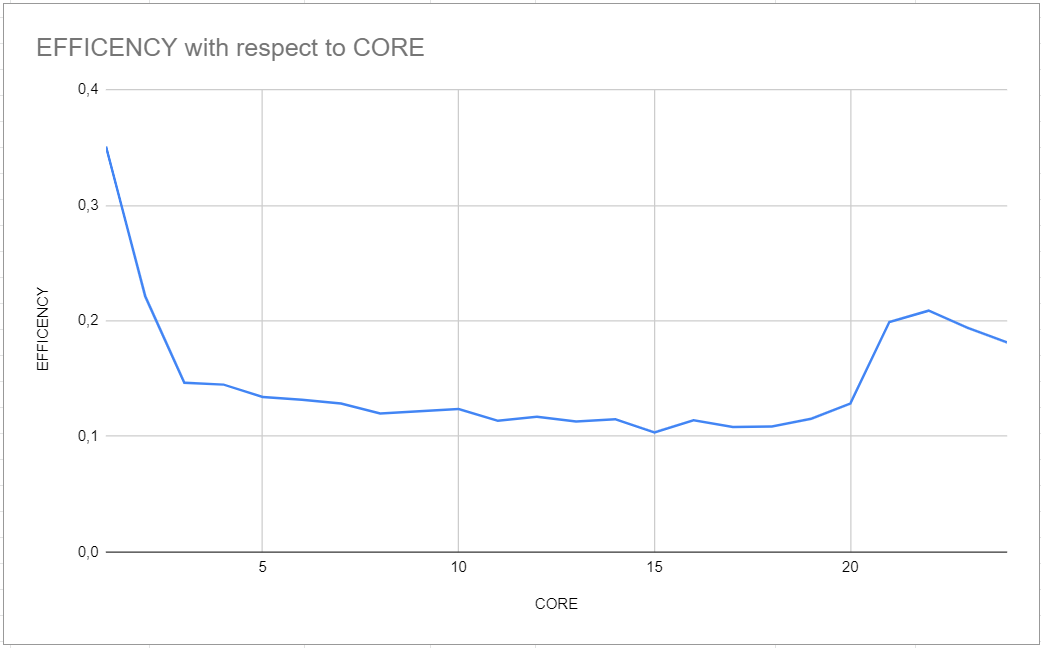 EFFICENCY with respect to CORE
0,4
0,3
0,2
0,1
0,0
EFFICENCY
5 10 15 20
CORE